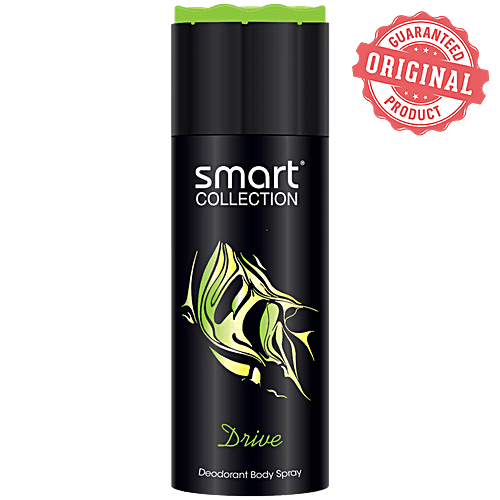 GUARANTEED
ORIGINAL
PRODUCT
smart®
COLLECTION
Drive
Deodorant Body Spray